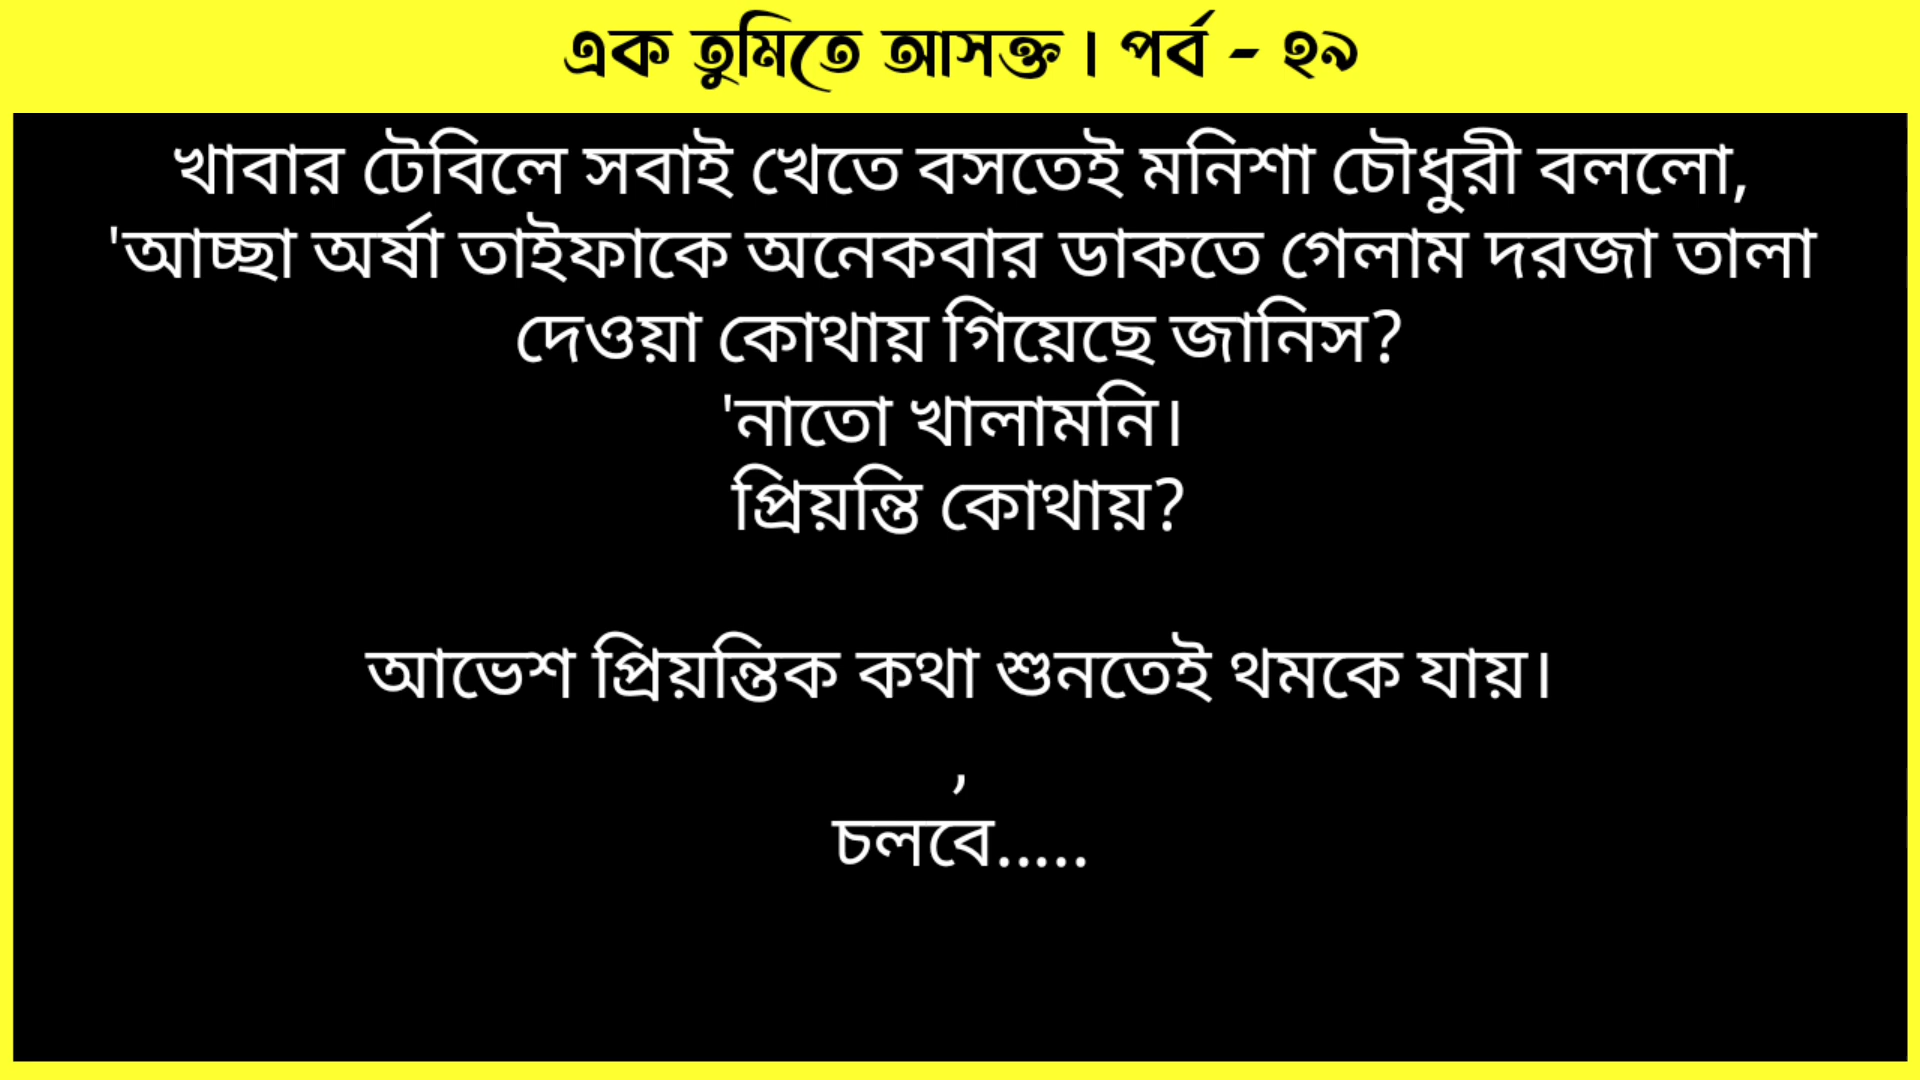 এক তুমিতে আসক্ত । পর্ব - ২৯
খাবার টেবিলে সবাই খেতে বসতেই মনিশা চৌধুরী বললো,
'আচ্ছা অর্ষা তাইফাকে অনেকবার ডাকতে গেলাম দরজা তালা
দেওয়া কোথায় গিয়েছে জানিস?
'নাতো খালামনি।
প্রিয়ন্তি কোথায়?
আভেশ প্রিয়ন্তিক কথা শুনতেই থমকে যায়।
,
চলবে.....